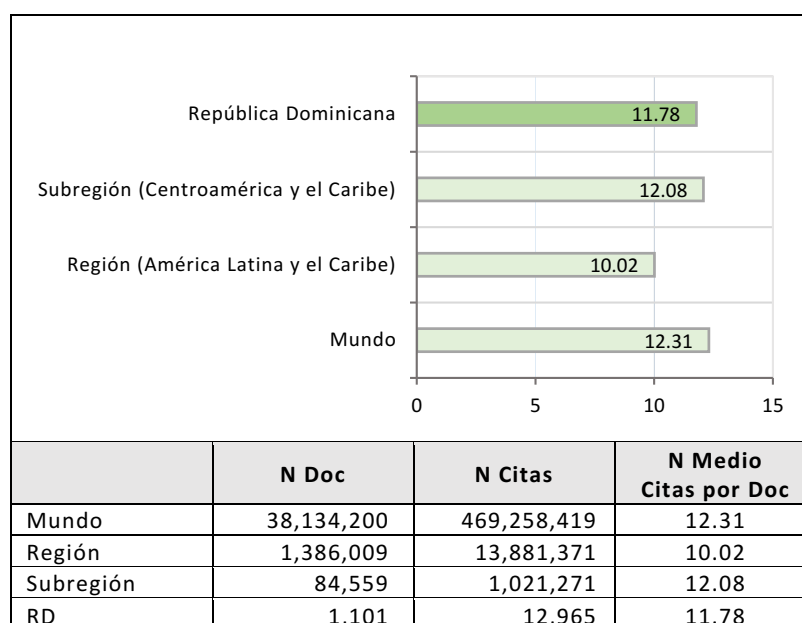 República Dominicana
11.78
Subregión (Centroamérica y el Caribe)
12.08
Región (América Latina y el Caribe)
10.02
Mundo
12.31
0 5 10 15
N Doc N Citas N Medio Citas por Doc
Mundo 38,134,200 469,258,419 12.31
Región 1,386,009 13,881,371 10.02
Subregión 84,559 1,021,271 12.08
RD 1,101 12,965 11.78